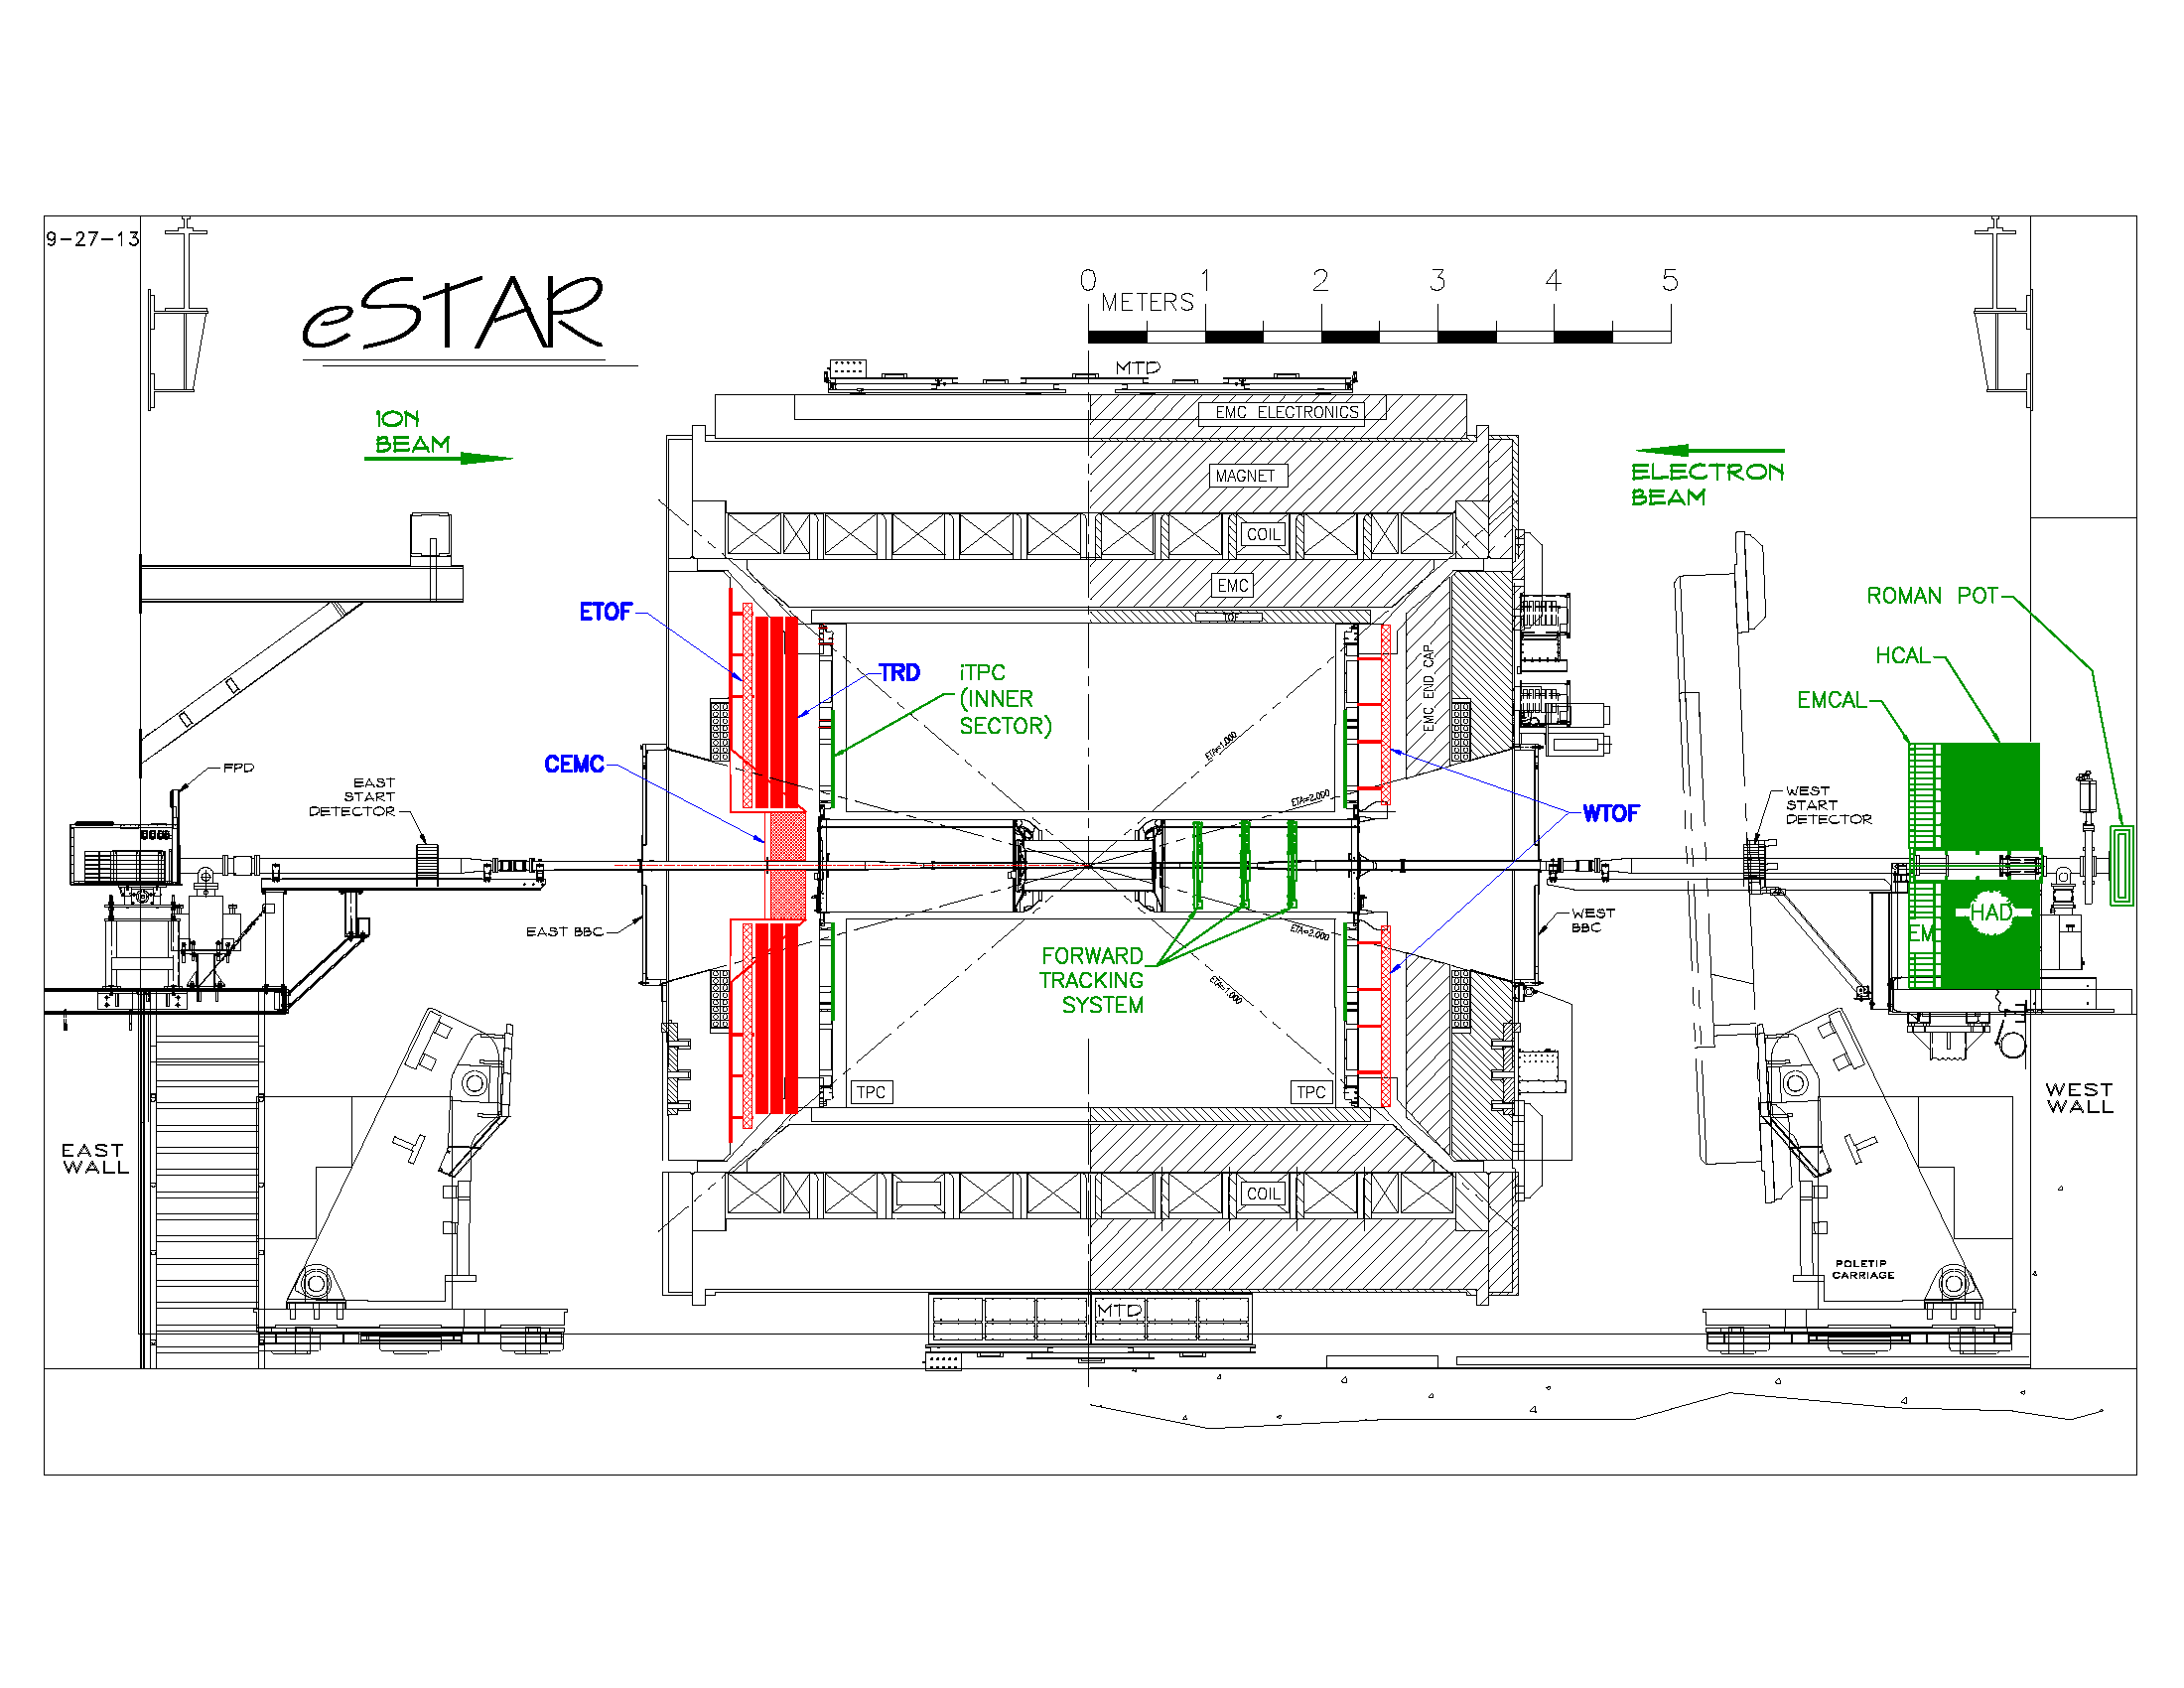 9-27-13
eSTAR
0 1 2 3 4 5
METERS
MTD
ION
BEAM
EMC ELECTRONICS
ELECTRON
BEAM
MAGNET
COIL
EMC
ETOF
TOF
ROMAN POT
HCAL
EMCAL
TRD
iTPC
(INNER
SECTOR)
EMC END CAP
ETA=1.000
CEMC
FPD
EAST
START
DETECTOR
ETA=2.000
WTOF
WEST
START
DETECTOR
EAST BBC
WEST
BBC
HAD
EM
ETA=2.000
FORWARD
TRACKING
SYSTEM
ETA=1.000
TPC
TPC
WEST
WALL
EAST
WALL
COIL
POLETIP
CARRIAGE
MTD